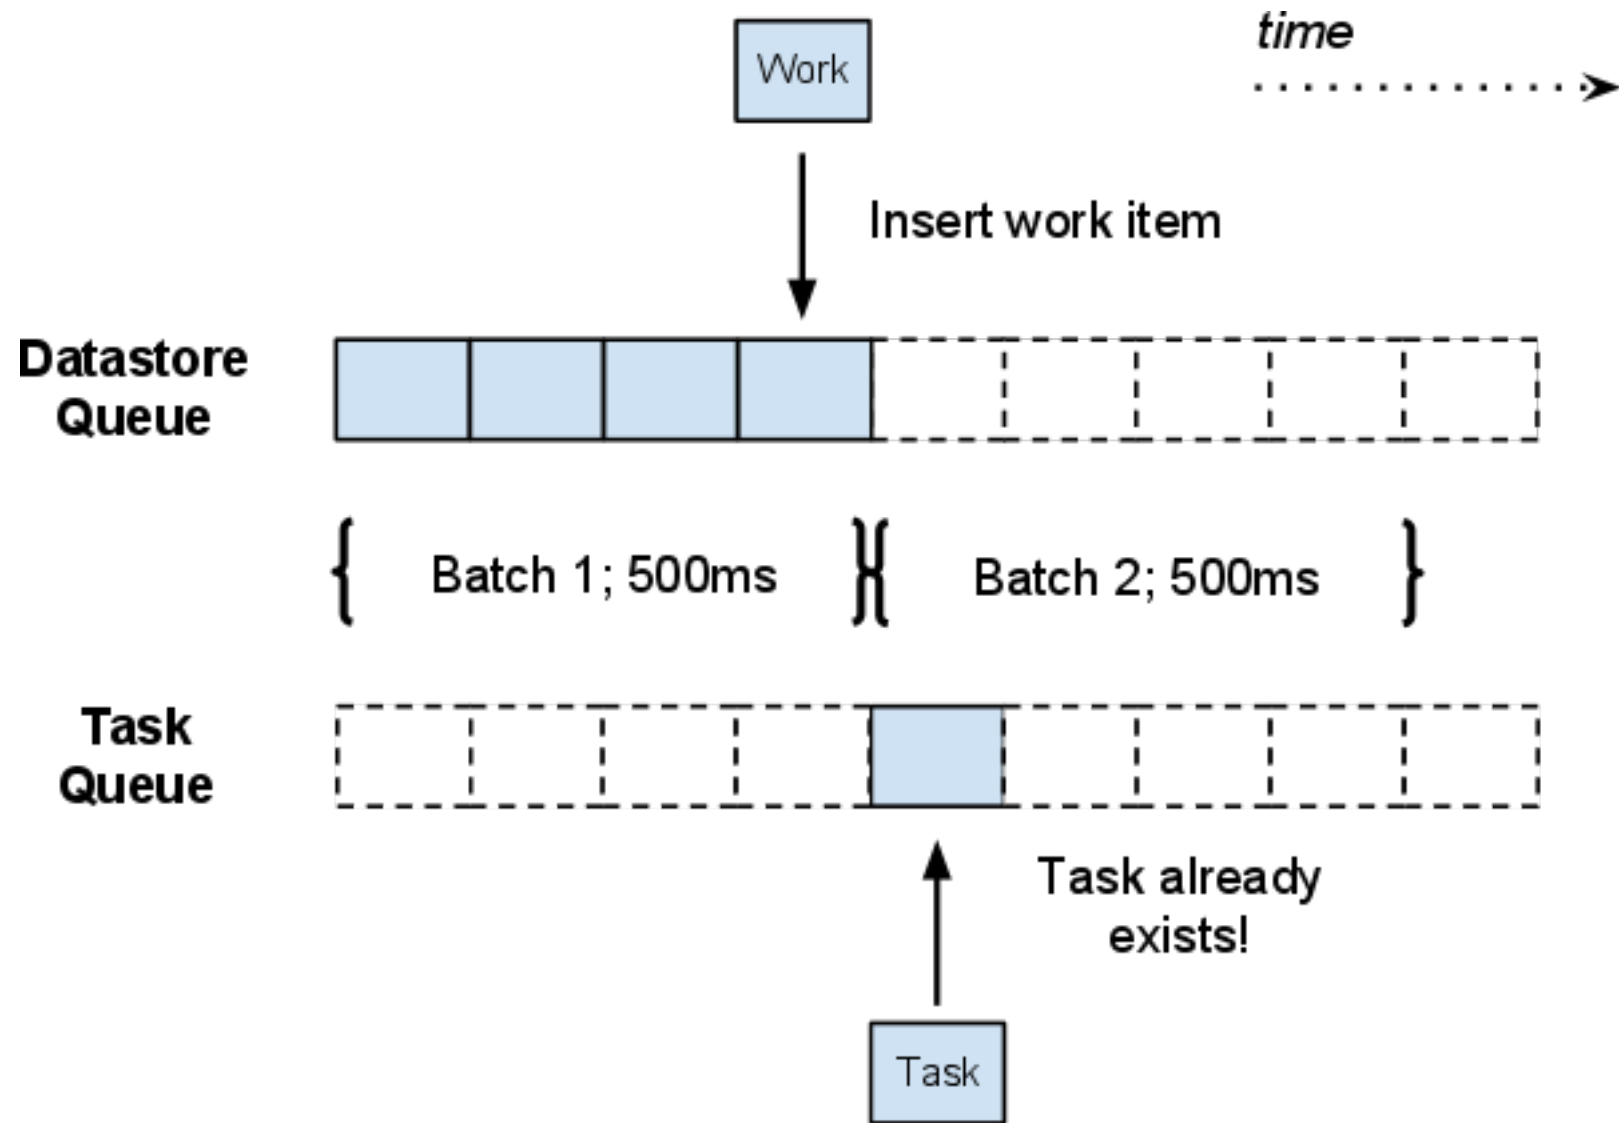 time
Work
Insert work item
Datastore
Queue
Batch 1; 500ms
Batch 2; 500ms
Task
Queue
Task already
exists!
Task